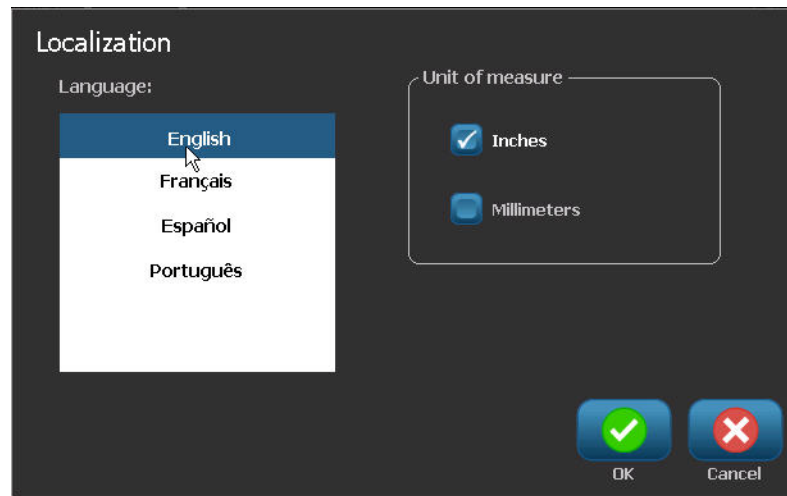 Localization
Language:
English
Français
Español
Português
Unit of measure
Inches
Millimeters
OK
Cancel